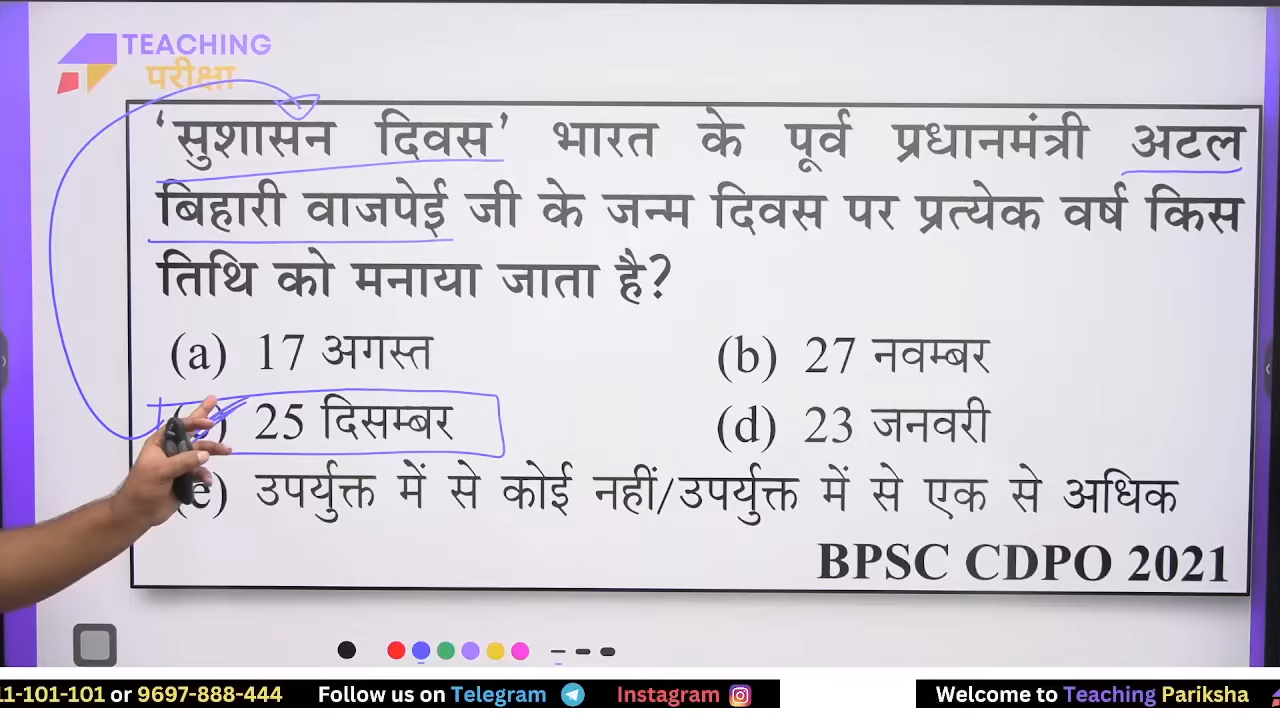 TEACHING
परीक्षा
‘सुशासन दिवस’ भारत के पूर्व प्रधानमंत्री अटल
बिहारी वाजपेई जी के जन्म दिवस पर प्रत्येक वर्ष किस
तिथि को मनाया जाता है?
(a) 17 अगस्त
(b) 27 नवम्बर
25 दिसम्बर
(d) 23 जनवरी
e) उपर्युक्त में से कोई नहीं/उपर्युक्त में से एक से अधिक
BPSC CDPO 2021
11-101-101 or 9697-888-444 Follow us on Telegram Instagram Welcome to Teaching Pariksha